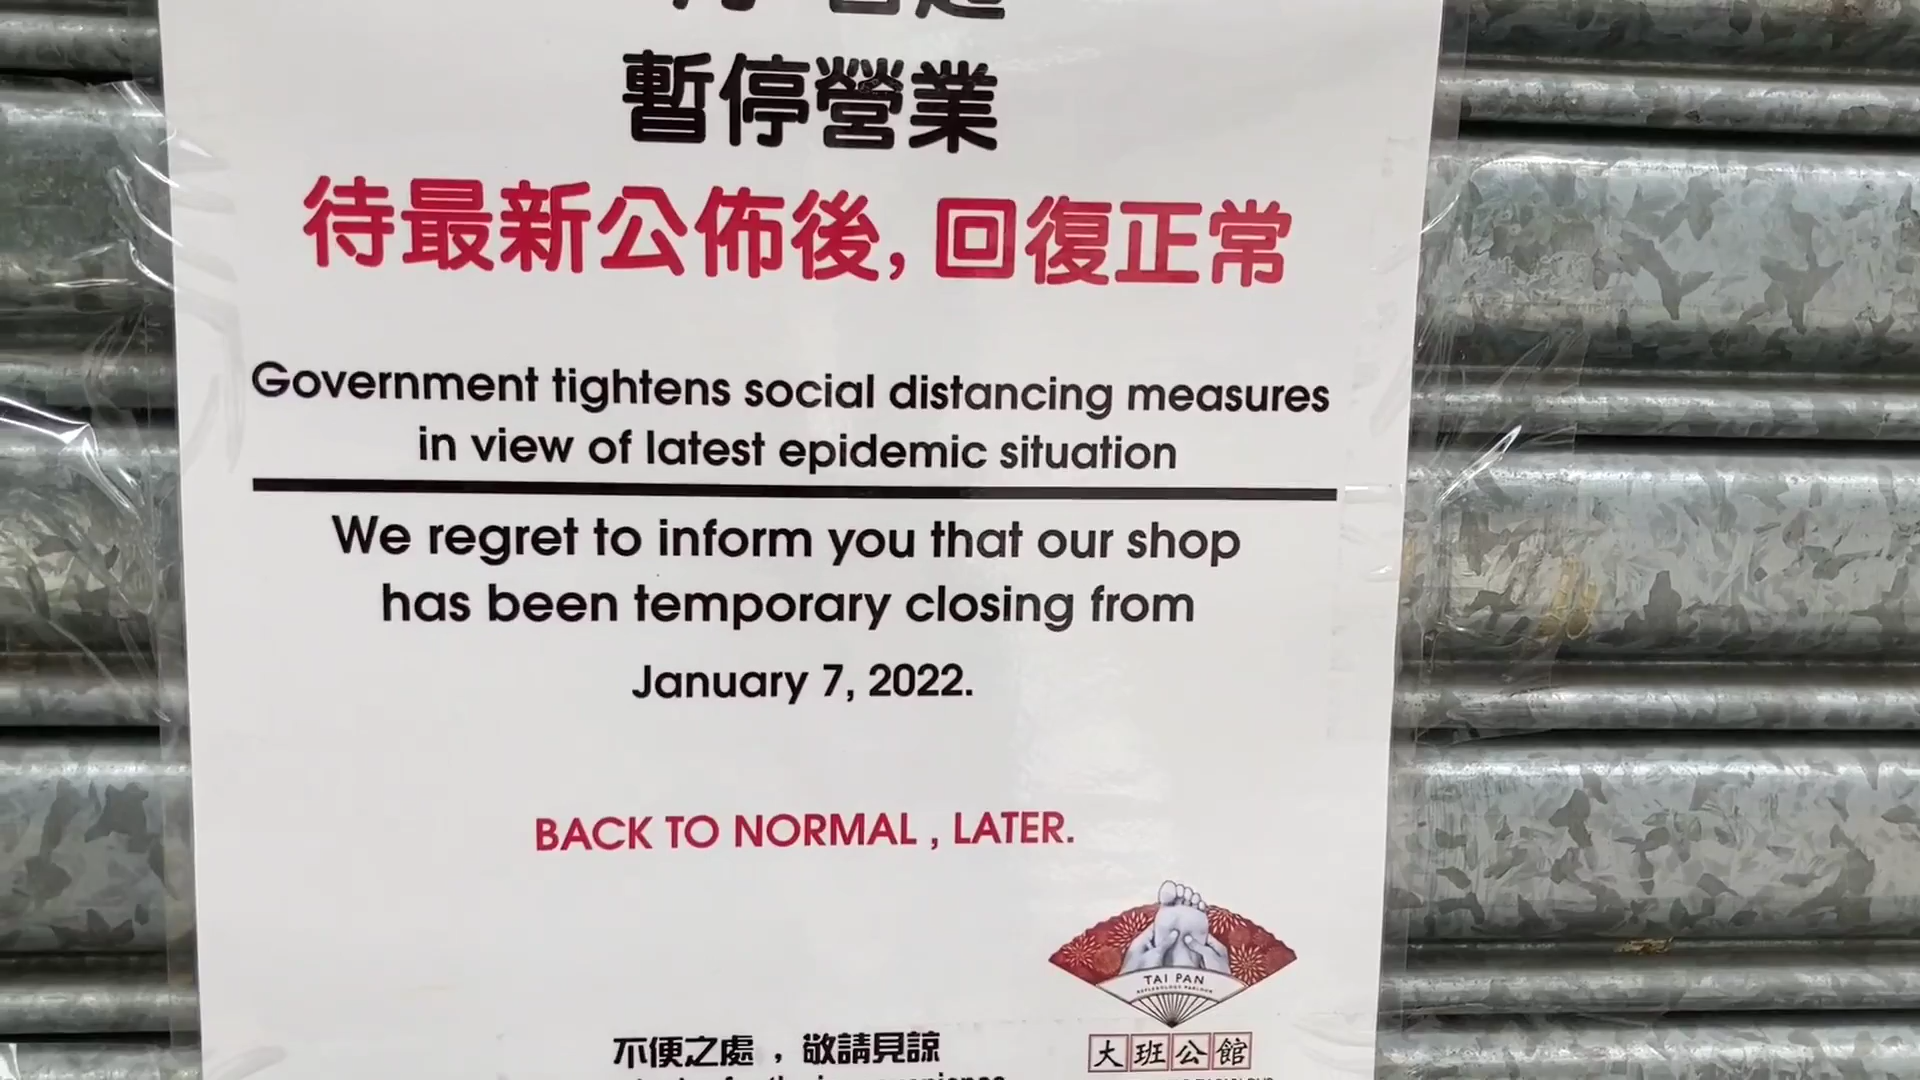 暫停營業
待最新公佈後, 回復正常
Government tightens social distancing measures
in view of latest epidemic situation
We regret to inform you that our shop
has been temporary closing from
January 7, 2022.
BACK TO NORMAL , LATER.
TAI PAN
REFLEXOLOGY PARLOUR
不便之處 , 敬請見諒
大班公館